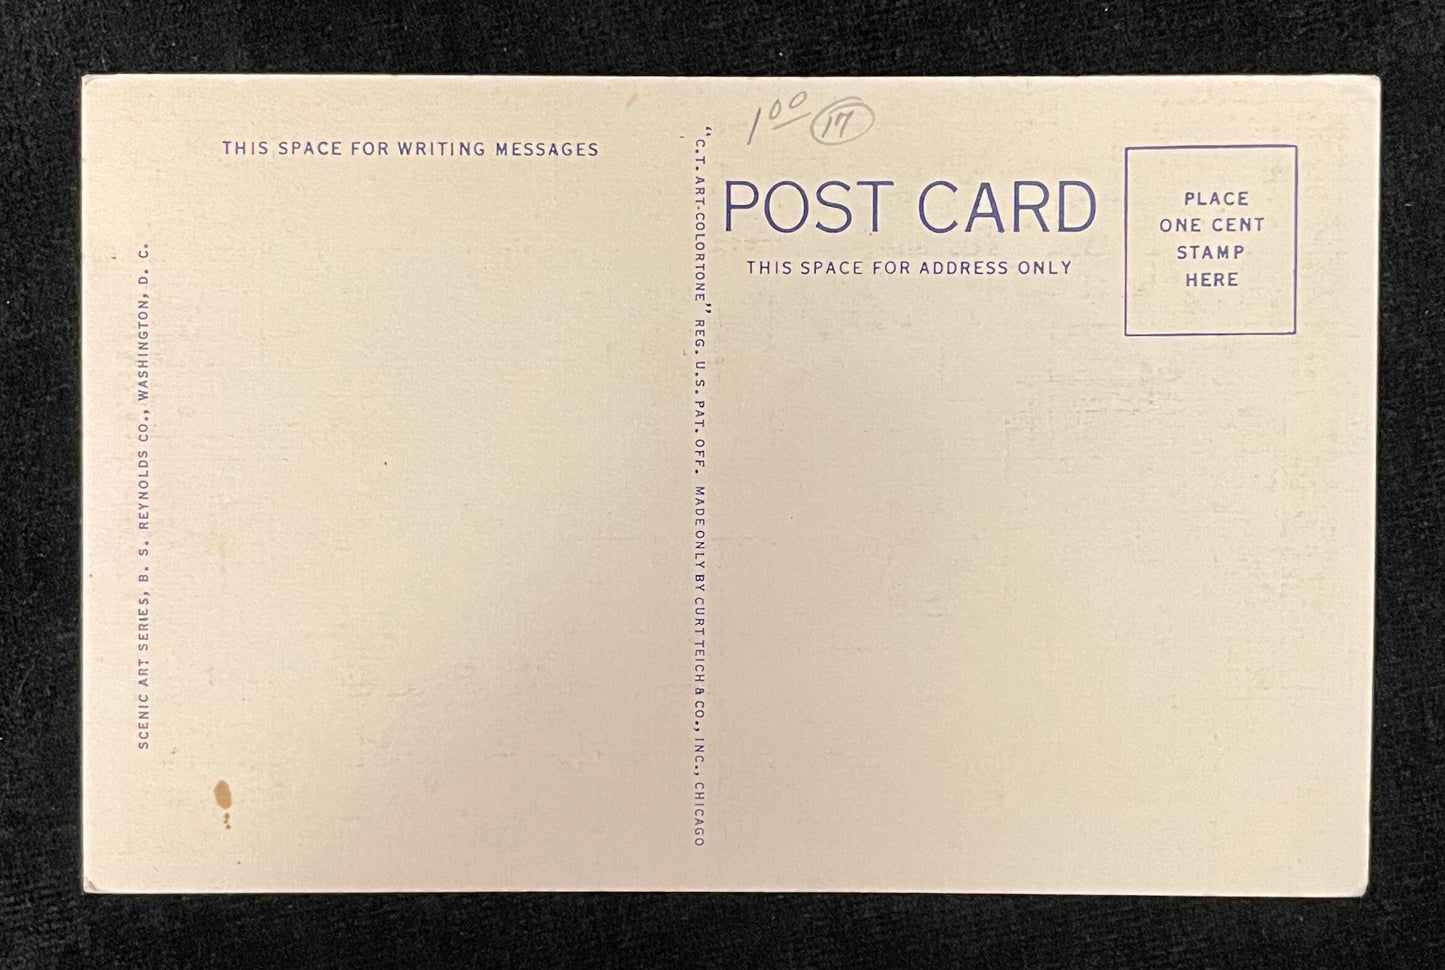 1 00 17
THIS SPACE FOR WRITING MESSAGES
SCENIC ART SERIES, B. S. REYNOLDS CO., WASHINGTON, D. C.
“C.T. ART-COLORTONE” REG. U.S. PAT. OFF. MADE ONLY BY CURT TEICH & CO., INC., CHICAGO
POST CARD
THIS SPACE FOR ADDRESS ONLY
PLACE
ONE CENT
STAMP
HERE